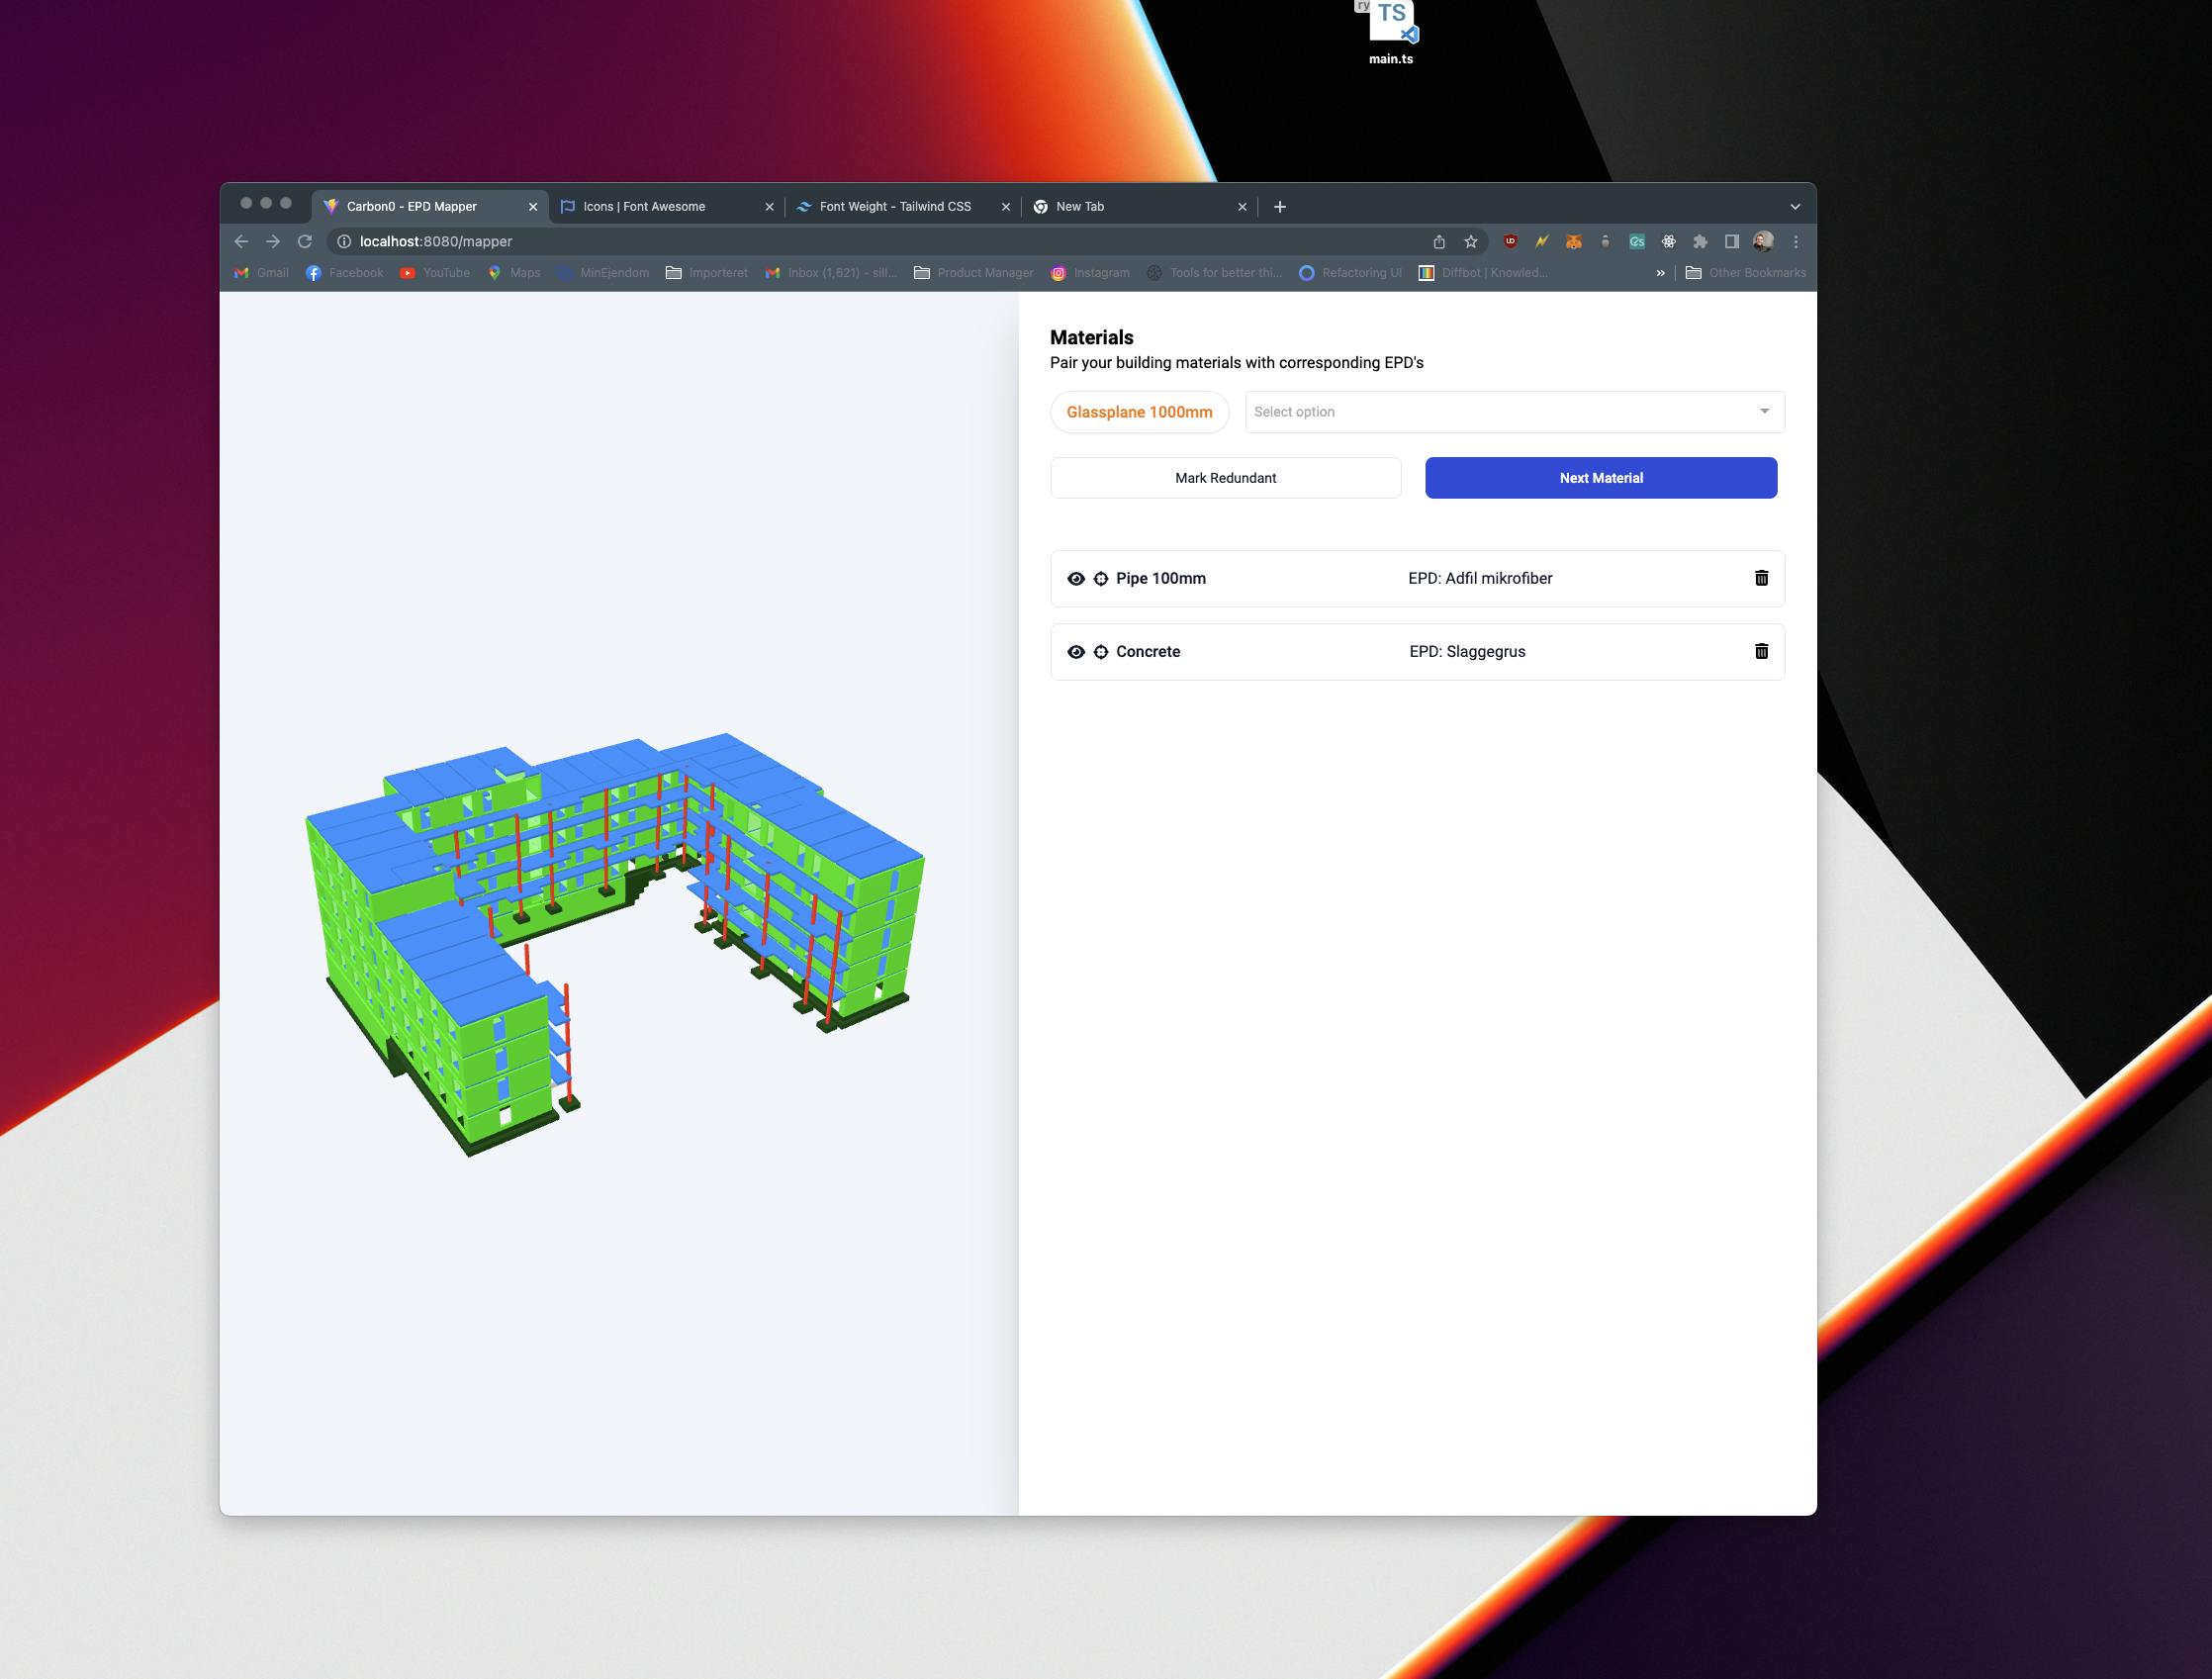 ry
TS
main.ts
Carbon0 - EPD Mapper
Icons | Font Awesome
Font Weight - Tailwind CSS
New Tab
localhost:8080/mapper
Gmail
Facebook
YouTube
Maps
MinEjendom
Importeret
Inbox (1,621) - sill...
Product Manager
Instagram
Tools for better thi...
Refactoring UI
Diffbot | Knowled...
Other Bookmarks
Materials
Pair your building materials with corresponding EPD's
Glassplane 1000mm
Select option
Mark Redundant
Next Material
Pipe 100mm
EPD: Adfil mikrofiber
Concrete
EPD: Slaggegrus